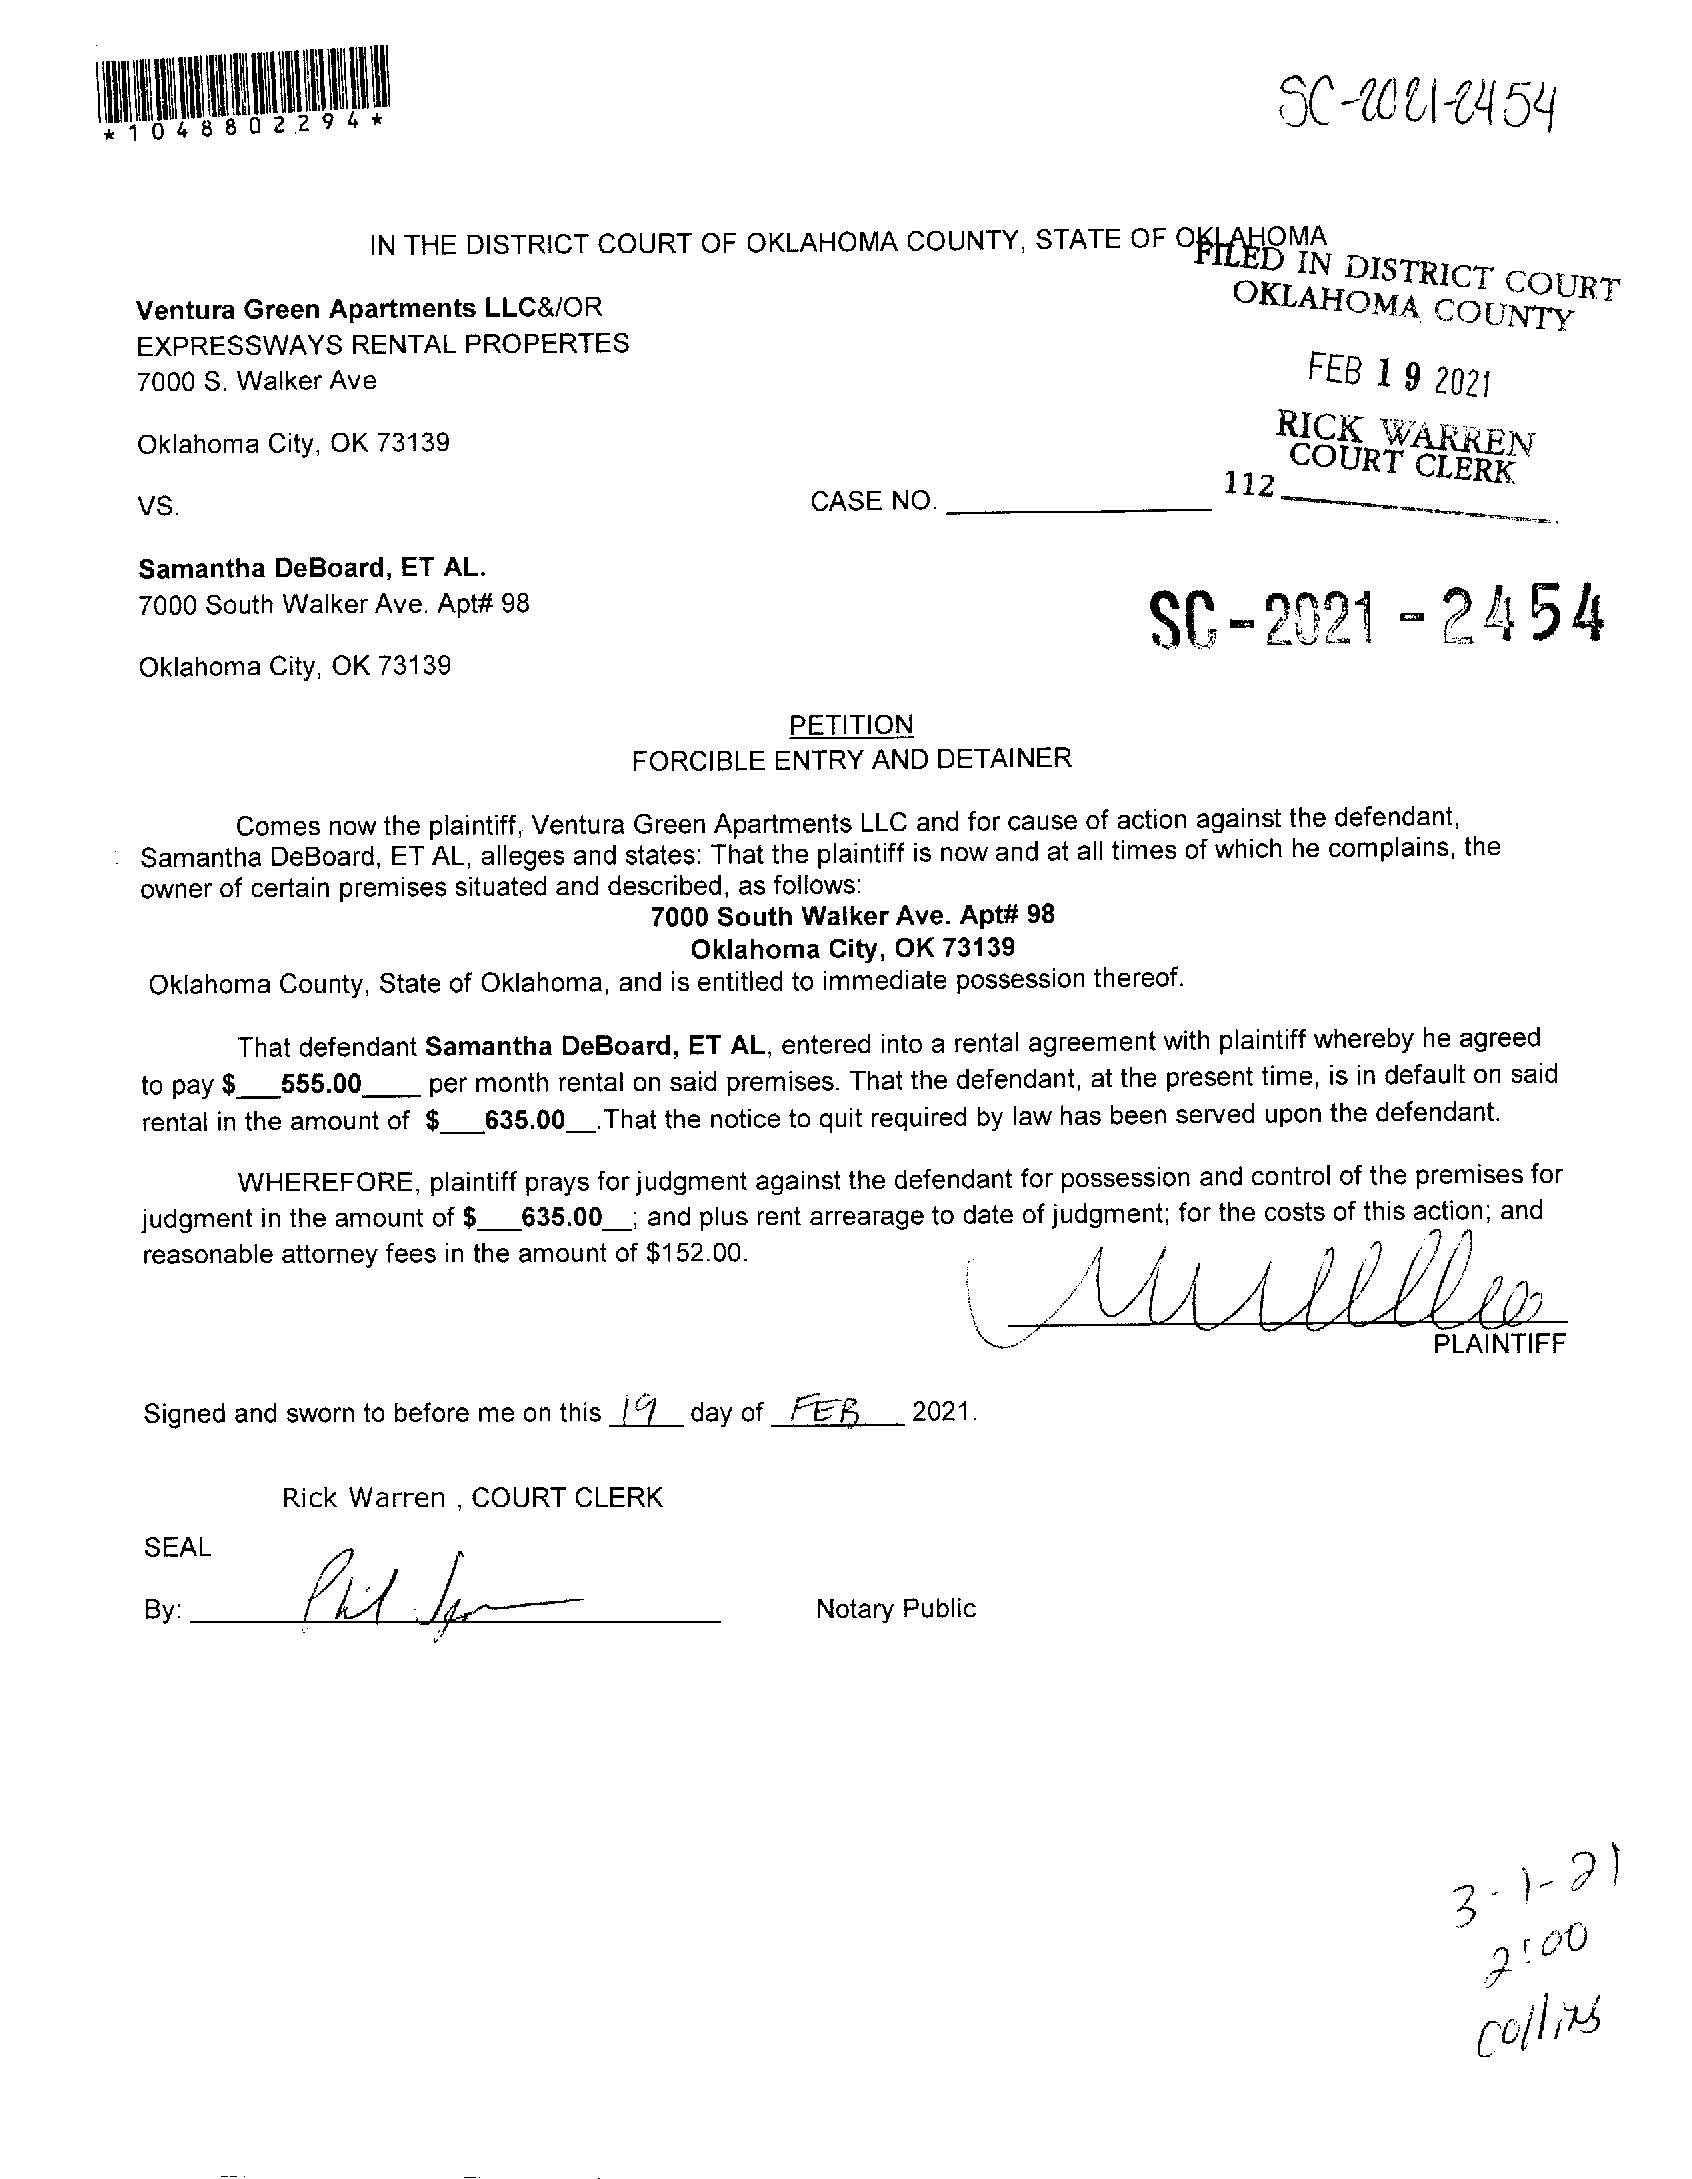 *1048802294*
SC-2021-2454
IN THE DISTRICT COURT OF OKLAHOMA COUNTY, STATE OF OKLAHOMA
FILED IN DISTRICT COURT
OKLAHOMA COUNTY
Ventura Green Apartments LLC&/OR
EXPRESSWAYS RENTAL PROPERTES
7000 S. Walker Ave
FEB 19 2021
Oklahoma City, OK 73139
RICK WARREN
COURT CLERK
VS.
CASE NO. ____________
112____________
Samantha DeBoard, ET AL.
7000 South Walker Ave. Apt# 98
SC - 2021 - 2454
Oklahoma City, OK 73139
PETITION
FORCIBLE ENTRY AND DETAINER
Comes now the plaintiff, Ventura Green Apartments LLC and for cause of action against the defendant,
Samantha DeBoard, ET AL, alleges and states: That the plaintiff is now and at all times of which he complains, the
owner of certain premises situated and described, as follows:
7000 South Walker Ave. Apt# 98
Oklahoma City, OK 73139
Oklahoma County, State of Oklahoma, and is entitled to immediate possession thereof.
That defendant Samantha DeBoard, ET AL, entered into a rental agreement with plaintiff whereby he agreed
to pay $___555.00____ per month rental on said premises. That the defendant, at the present time, is in default on said
rental in the amount of $___635.00__.That the notice to quit required by law has been served upon the defendant.
WHEREFORE, plaintiff prays for judgment against the defendant for possession and control of the premises for
judgment in the amount of $___635.00__; and plus rent arrearage to date of judgment; for the costs of this action; and
reasonable attorney fees in the amount of $152.00.
PLAINTIFF
Signed and sworn to before me on this 19 day of FEB 2021.
Rick Warren , COURT CLERK
SEAL
By: Phil
Notary Public
3-1-21
2:00
collins